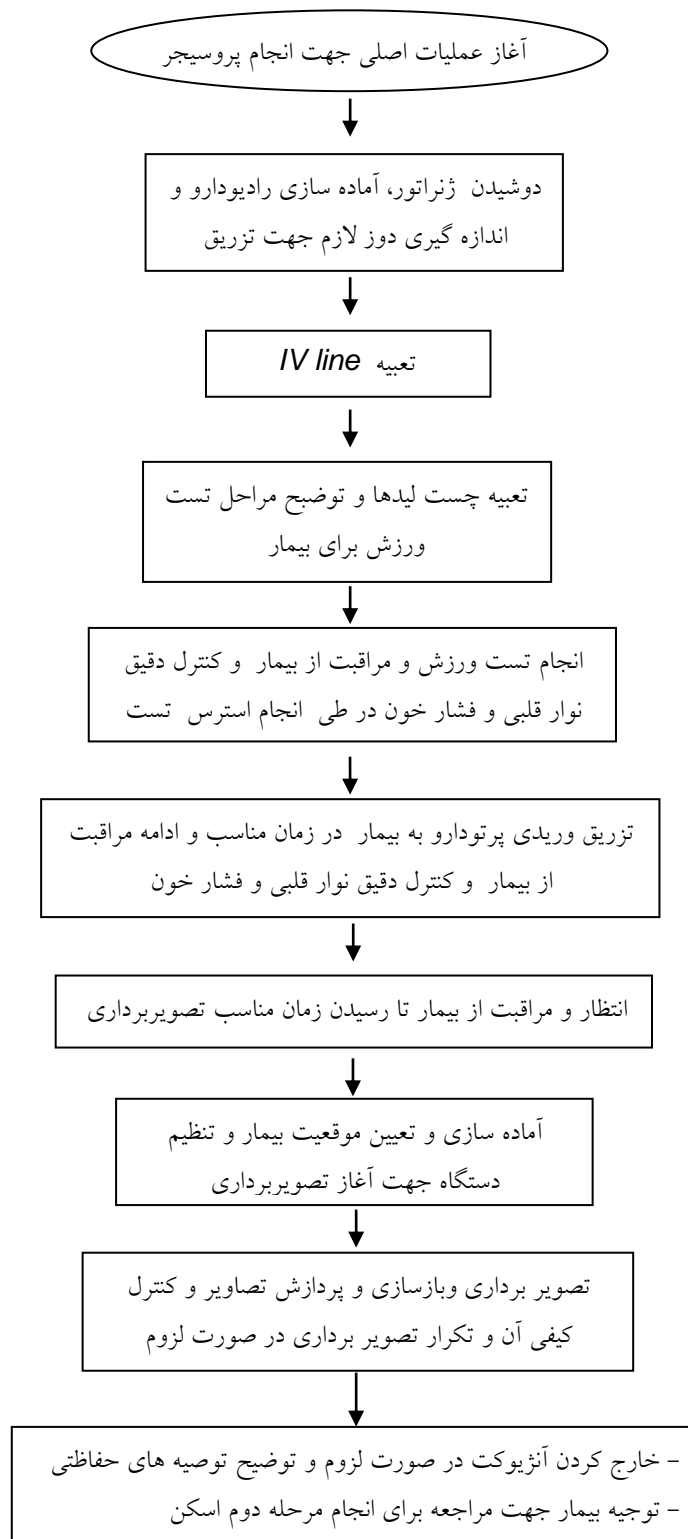 آغاز عملیات اصلی جهت انجام پروسیجر
دوشیدن ژنراتور، آماده سازی رادیودارو و
اندازه گیری دوز لازم جهت تزریق
تعبیه IV line
تعبیه چست لیدها و توضبح مراحل تست
ورزش برای بیمار
انجام تست ورزش و مراقبت از بیمار و کنترل دقیق
نوار قلبی و فشار خون در طی انجام استرس تست
تزریق وریدی پرتودارو به بیمار در زمان مناسب و ادامه مراقبت
از بیمار و کنترل دقیق نوار قلبی و فشار خون
انتظار و مراقبت از بیمار تا رسیدن زمان مناسب تصویربرداری
آماده سازی و تعیین موقعیت بیمار و تنظیم
دستگاه جهت آغاز تصویربرداری
تصویر برداری وبازسازی و پردازش تصاویر و کنترل
کیفی آن و تکرار تصویر برداری در صورت لزوم
- خارج کردن آنژیوکت در صورت لزوم و توضیح توصیه های حفاظتی
- توجیه بیمار جهت مراجعه برای انجام مرحله دوم اسکن